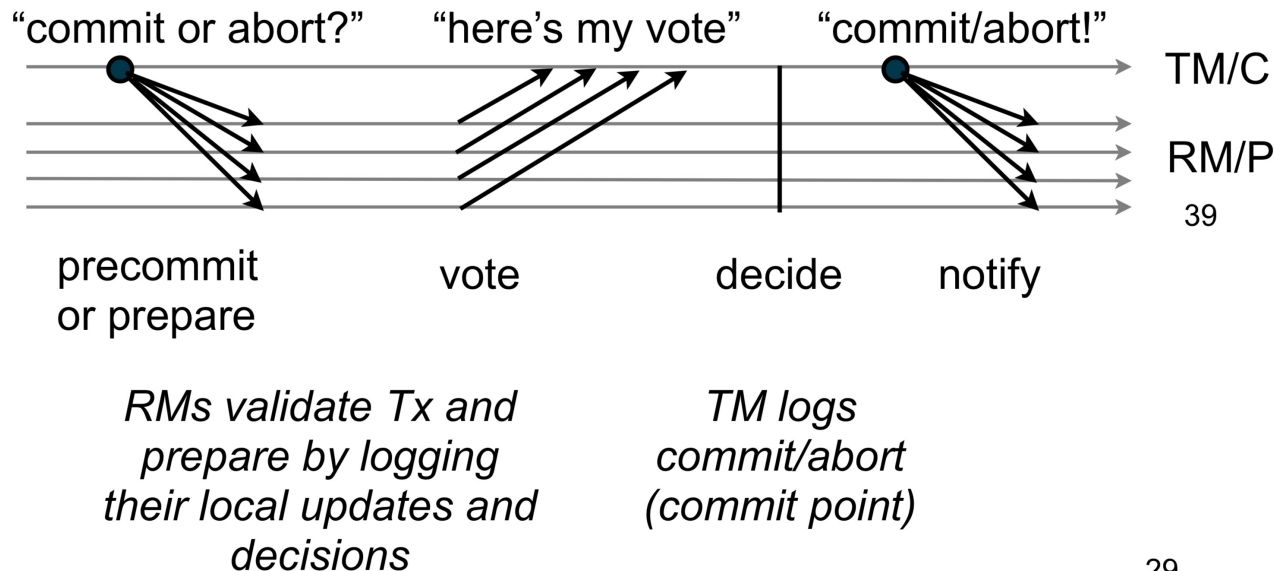 “commit or abort?” “here’s my vote” “commit/abort!”
TM/C
RM/P
39
precommit
or prepare
vote
decide
notify
RMs validate Tx and
prepare by logging
their local updates and
decisions
TM logs
commit/abort
(commit point)
29